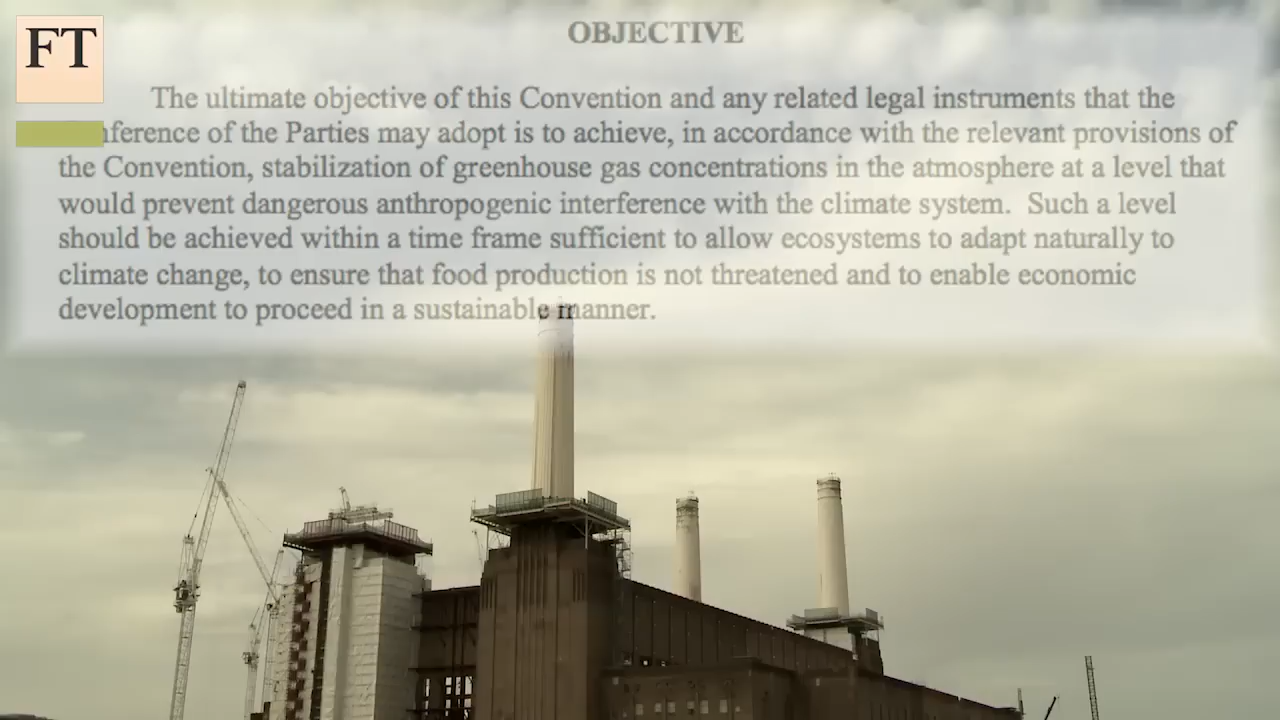 FT
OBJECTIVE
The ultimate objective of this Convention and any related legal instruments that the
nference of the Parties may adopt is to achieve, in accordance with the relevant provisions of
the Convention, stabilization of greenhouse gas concentrations in the atmosphere at a level that
would prevent dangerous anthropogenic interference with the climate system. Such a level
should be achieved within a time frame sufficient to allow ecosystems to adapt naturally to
climate change, to ensure that food production is not threatened and to enable economic
development to proceed in a sustainable manner.